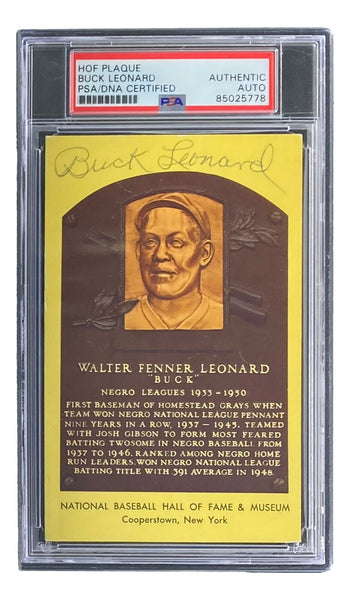 HOF PLAQUE
BUCK LEONARD AUTHENTIC
PSA/DNA CERTIFIED AUTO
PSA 85025778
Buck Leonard
WALTER FENNER LEONARD
"BUCK"
NEGRO LEAGUES 1933-1950
FIRST BASEMAN OF HOMESTEAD GRAYS WHEN
TEAM WON NEGRO NATIONAL LEAGUE PENNANT
NINE YEARS IN A ROW, 1937-1945. TEAMED
WITH JOSH GIBSON TO FORM MOST FEARED
BATTING TWOSOME IN NEGRO BASEBALL FROM
1937 TO 1946. RANKED AMONG NEGRO HOME
RUN LEADERS. WON NEGRO NATIONAL LEAGUE
BATTING TITLE WITH 391 AVERAGE IN 1948.
NATIONAL BASEBALL HALL OF FAME & MUSEUM
Cooperstown, New York